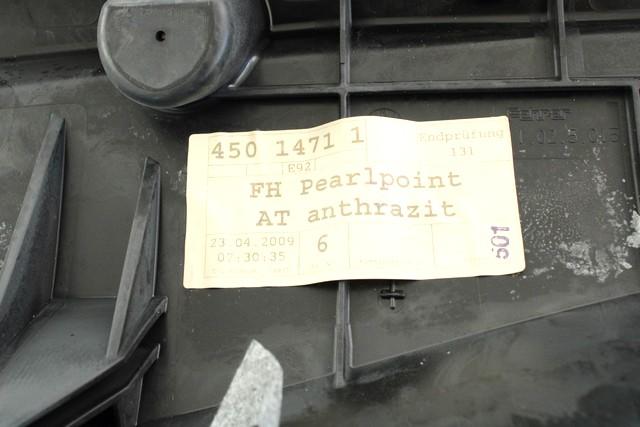 450 1471 1
Endprüfung
131
E92
FH Pearlpoint
AT anthrazit
23.04.2009
07:30:35
6
501